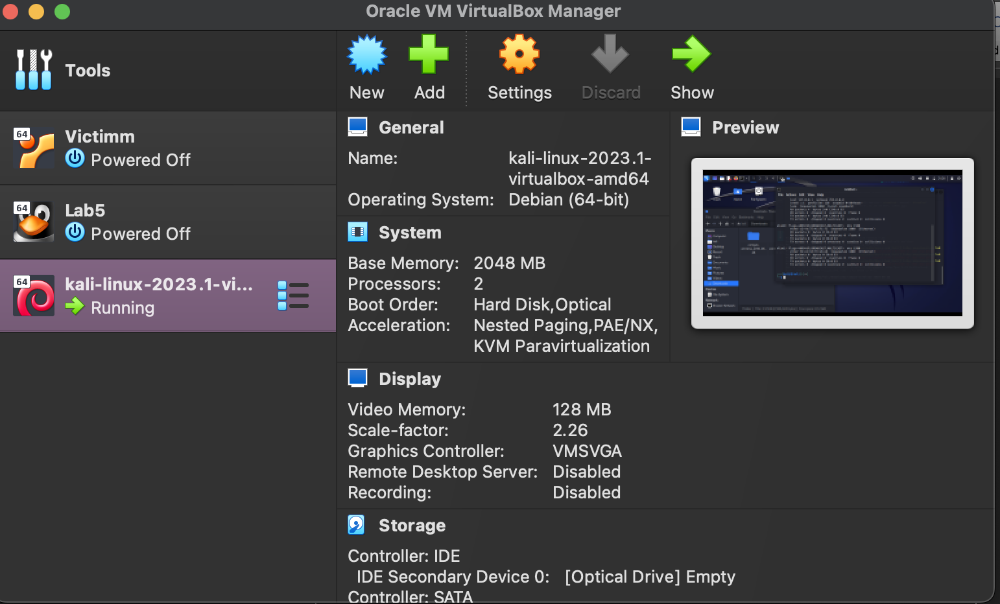 Oracle VM VirtualBox Manager
Tools
New
Add
Settings
Discard
Show
64
Victimm
Powered Off
64
Lab5
Powered Off
64
kali-linux-2023.1-vi...
Running
General
Name:
kali-linux-2023.1-
virtualbox-amd64
Operating System:
Debian (64-bit)
System
Base Memory:
2048 MB
Processors:
2
Boot Order:
Hard Disk,Optical
Acceleration:
Nested Paging,PAE/NX,
KVM Paravirtualization
Preview
Display
Video Memory:
128 MB
Scale-factor:
2.26
Graphics Controller:
VMSVGA
Remote Desktop Server:
Disabled
Recording:
Disabled
Storage
Controller: IDE
IDE Secondary Device 0:
[Optical Drive] Empty
Controller: SATA